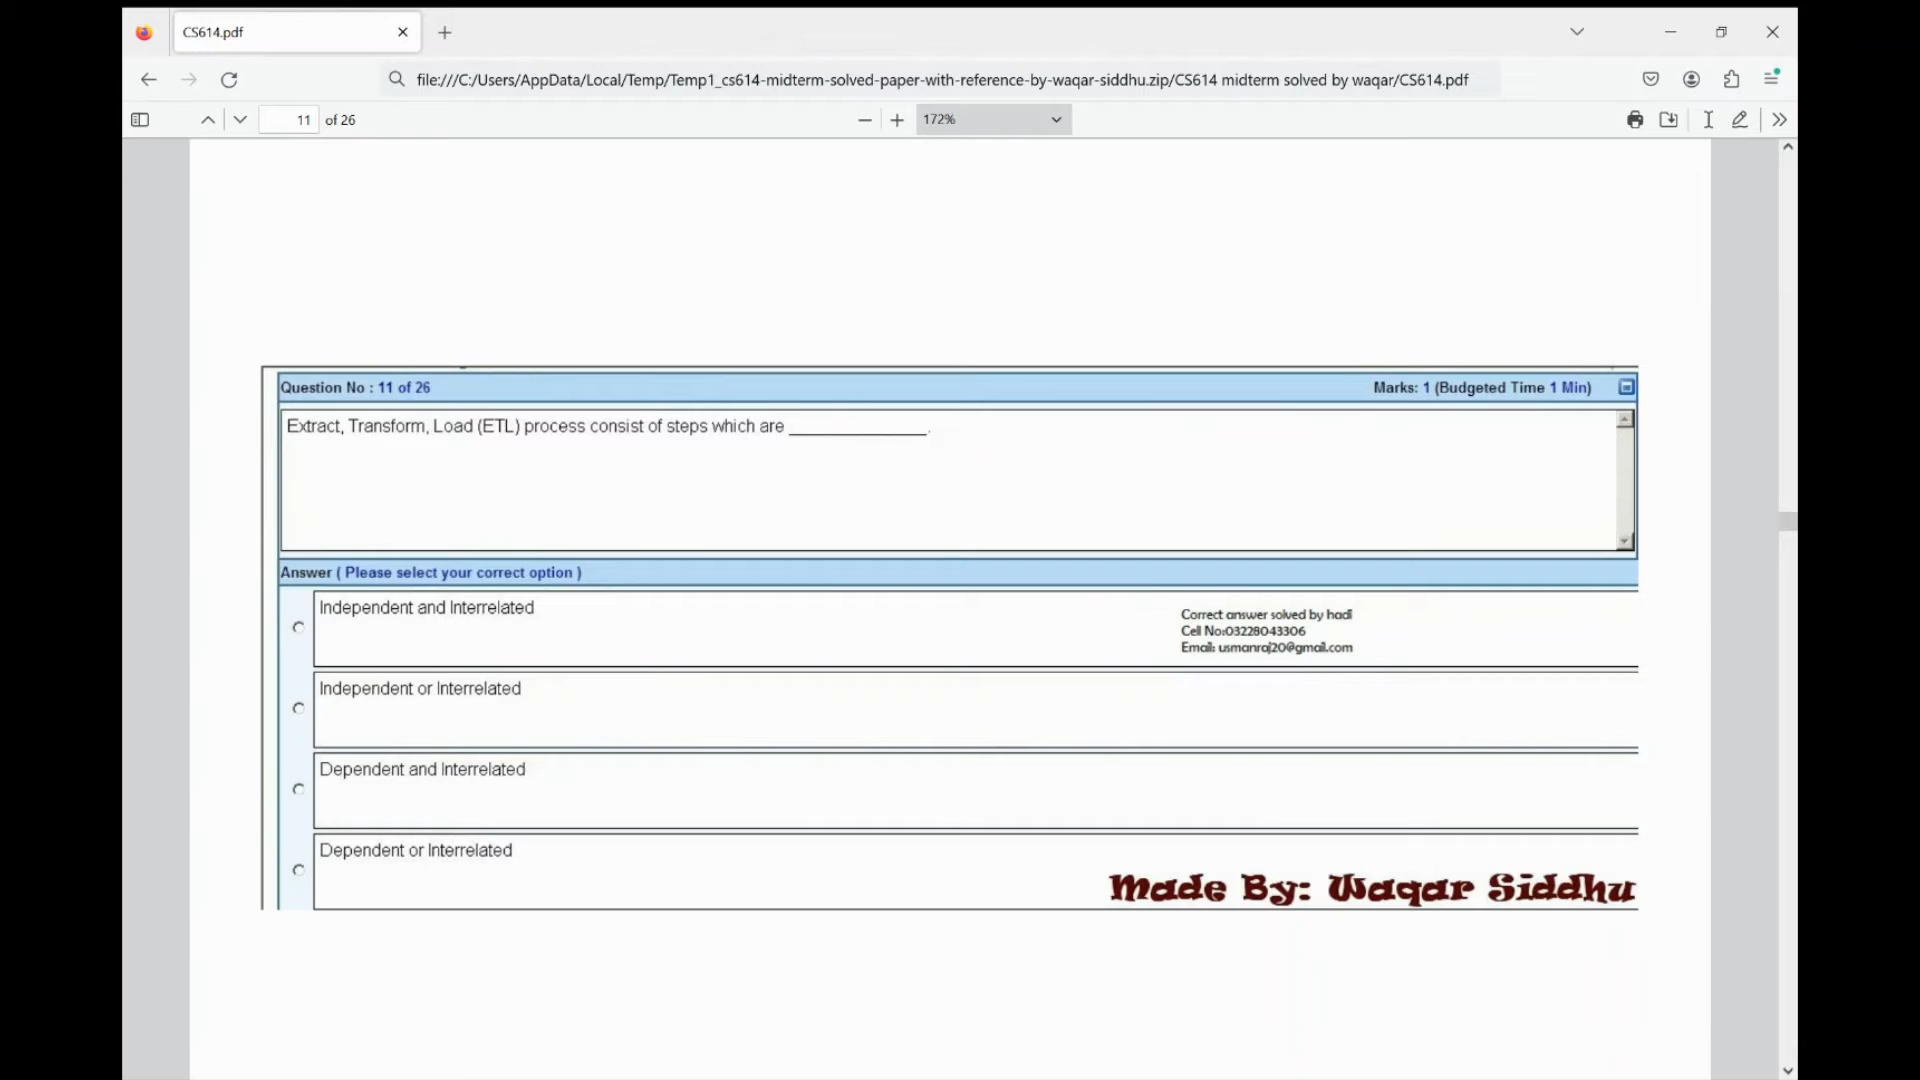 CS614.pdf
file:///C:/Users/AppData/Local/Temp/Temp1_cs614-midterm-solved-paper-with-reference-by-waqar-siddhu.zip/CS614 midterm solved by waqar/CS614.pdf
11 of 26
172%
Question No : 11 of 26 Marks: 1 (Budgeted Time 1 Min)
Extract, Transform, Load (ETL) process consist of steps which are _______________.
Answer ( Please select your correct option )
Independent and Interrelated
Correct answer solved by hadi
Cell No:03228043306
Email: usmanraj20@gmail.com
Independent or Interrelated
Dependent and Interrelated
Dependent or Interrelated
Made By: Waqar Siddhu